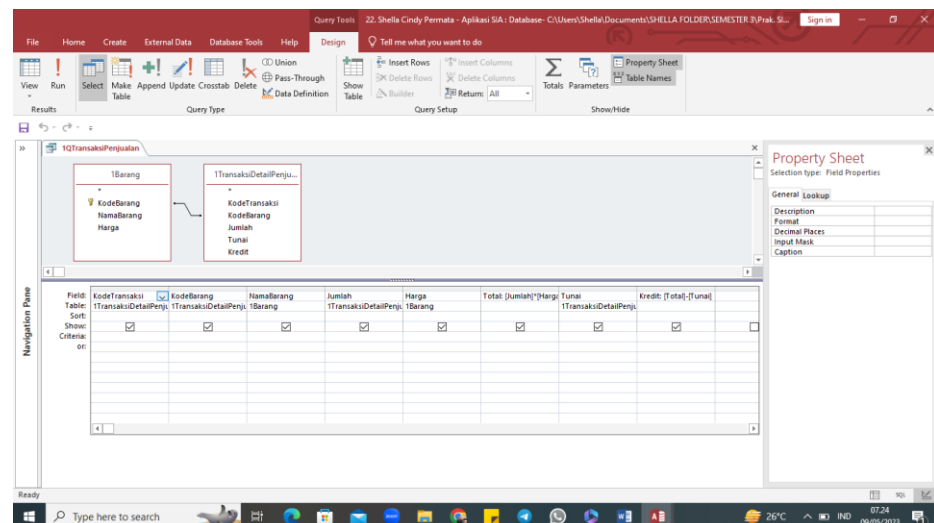 Query Tools 22. Shella Cindy Permata - Aplikasi SIA : Database- C:\Users\Shella\Documents\SHELLA FOLDER\SEMESTER 3\Prak. SI... Sign in
File Home Create External Data Database Tools Help Design Tell me what you want to do
View Run Select Make Table Append Update Crosstab Delete Union Pass-Through Data Definition Show Table Insert Rows Delete Rows Builder Insert Columns Delete Columns Return: All Totals Parameters Property Sheet Table Names
Results Query Type Query Setup Show/Hide
1QTransaksiPenjualan
1Barang
*
KodeBarang
NamaBarang
Harga
1TransaksiDetailPenju...
*
KodeTransaksi
KodeBarang
Jumlah
Tunai
Kredit
Property Sheet
Selection type: Field Properties
General Lookup
Description
Format
Decimal Places
Input Mask
Caption
Navigation Pane
Field: KodeTransaksi KodeBarang NamaBarang Jumlah Harga Total: [Jumlah]*[Harga Tunai Kredit: [Total]-[Tunai]
Table: 1TransaksiDetailPenju 1TransaksiDetailPenju 1Barang 1TransaksiDetailPenju 1Barang 1TransaksiDetailPenju
Sort:
Show:
Criteria:
or:
Ready
SQL
Type here to search
26°C IND 07.24
09/05/2023